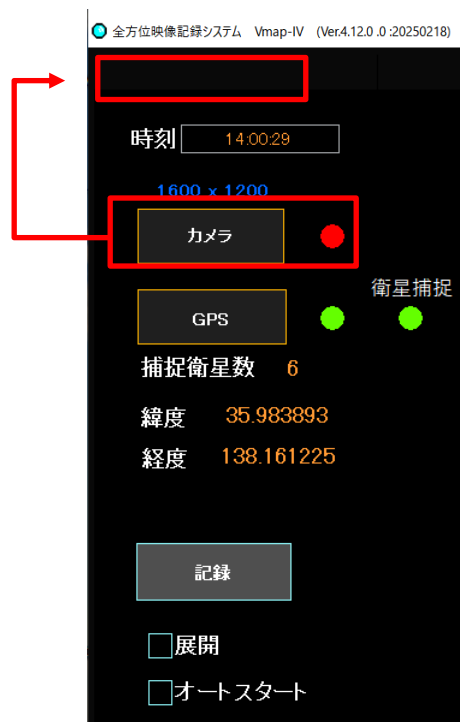 全方位映像記録システム Vmap-IV (Ver.4.12.0 .0 :20250218)
時刻 14:00:29
1600 x 1200
カメラ
衛星捕捉
GPS
捕捉衛星数 6
緯度 35.983893
経度 138.161225
記録
展開
オートスタート